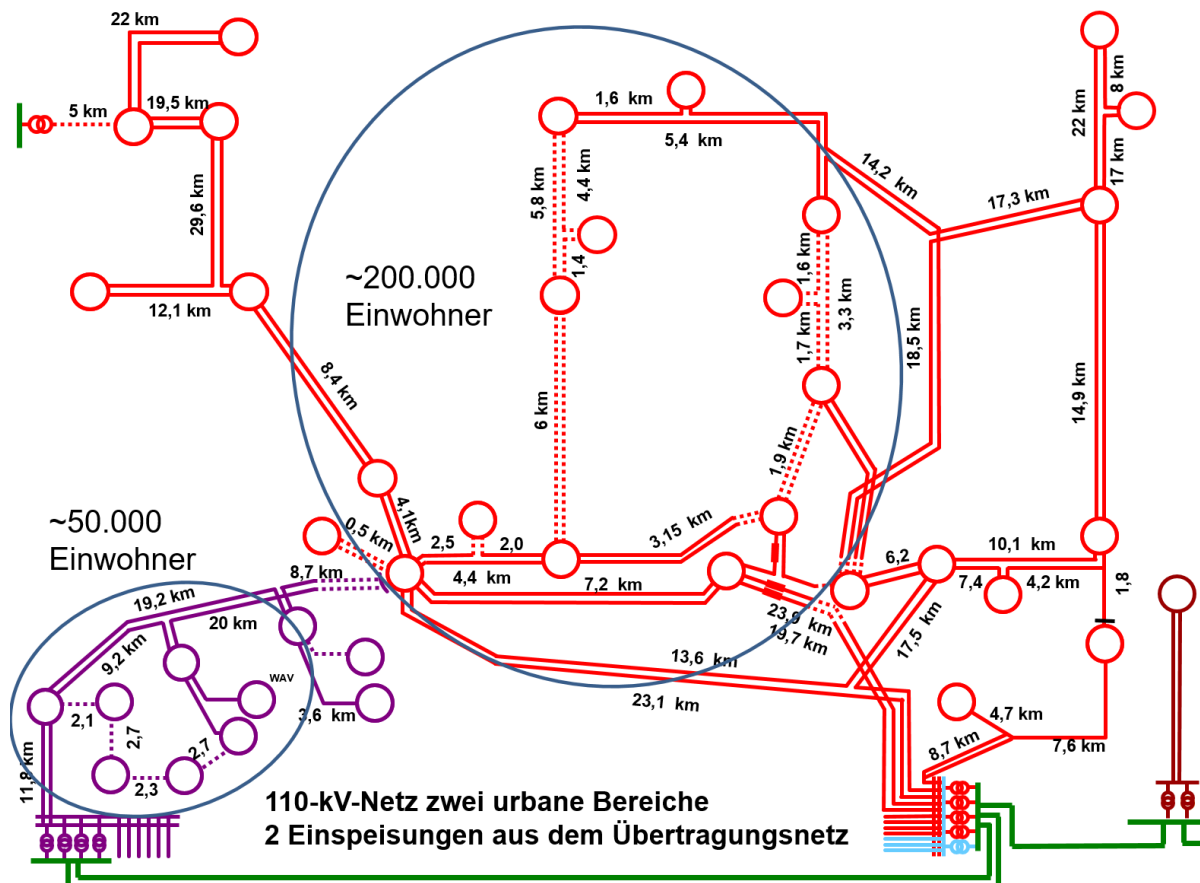 22 km
5 km
19,5 km
29,6 km
12,1 km
8,4 km
4,1km
0,5 km
~200.000
Einwohner
1,6 km
5,4 km
5,8 km
4,4 km
1,4
6 km
14,2 km
17,3 km
22 km
8 km
17 km
1,6 km
1,7 km
3,3 km
18,5 km
14,9 km
1,9 km
~50.000
Einwohner
2,5
2,0
4,4 km
3,15 km
7,2 km
6,2
10,1 km
7,4
4,2 km
1,8
23,9 km
19,7 km
17,5 km
8,7 km
19,2 km
20 km
9,2 km
WAV
3,6 km
13,6 km
23,1 km
2,1
2,7
2,7
2,3
11,8 km
4,7 km
8,7 km
7,6 km
110-kV-Netz zwei urbane Bereiche
2 Einspeisungen aus dem Übertragungsnetz